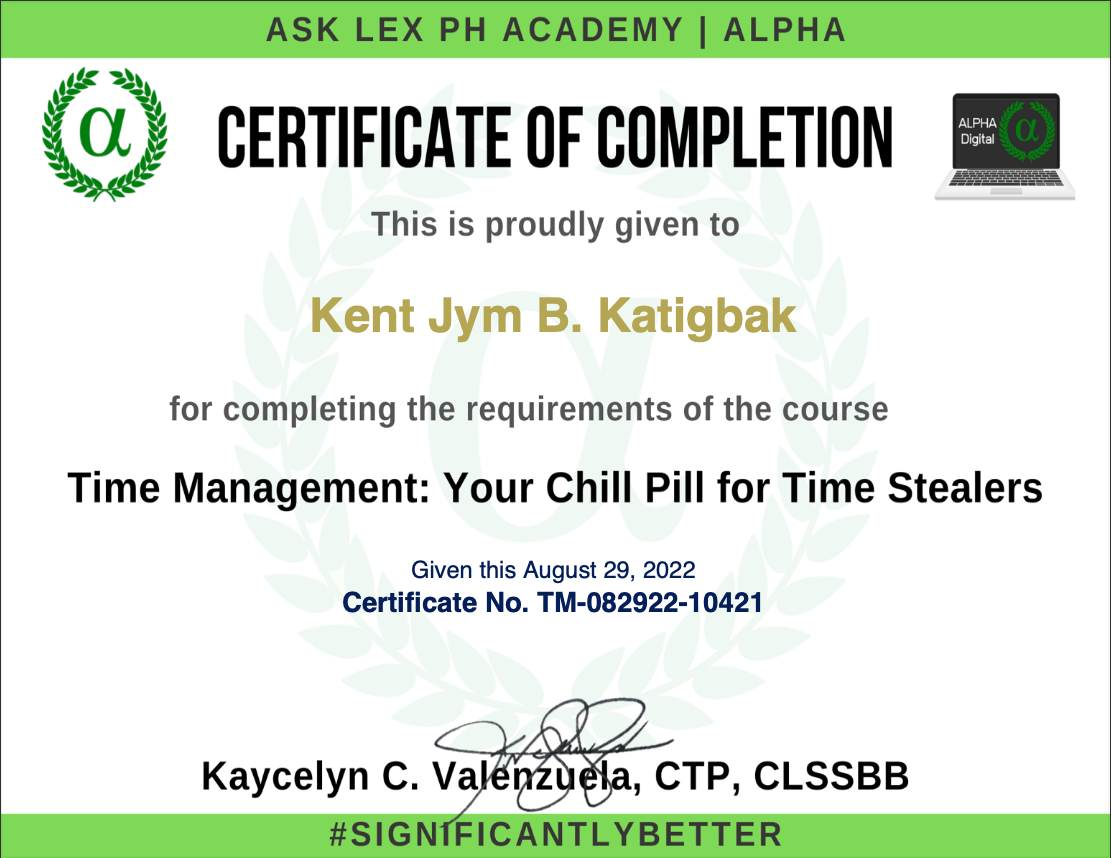 ASK LEX PH ACADEMY | ALPHA
α
CERTIFICATE OF COMPLETION
ALPHA
Digital
α
This is proudly given to
Kent Jym B. Katigbak
for completing the requirements of the course
Time Management: Your Chill Pill for Time Stealers
Given this August 29, 2022
Certificate No. TM-082922-10421
Kaycelyn C. Valenzuela, CTP, CLSSBB
#SIGNIFICANTLYBETTER